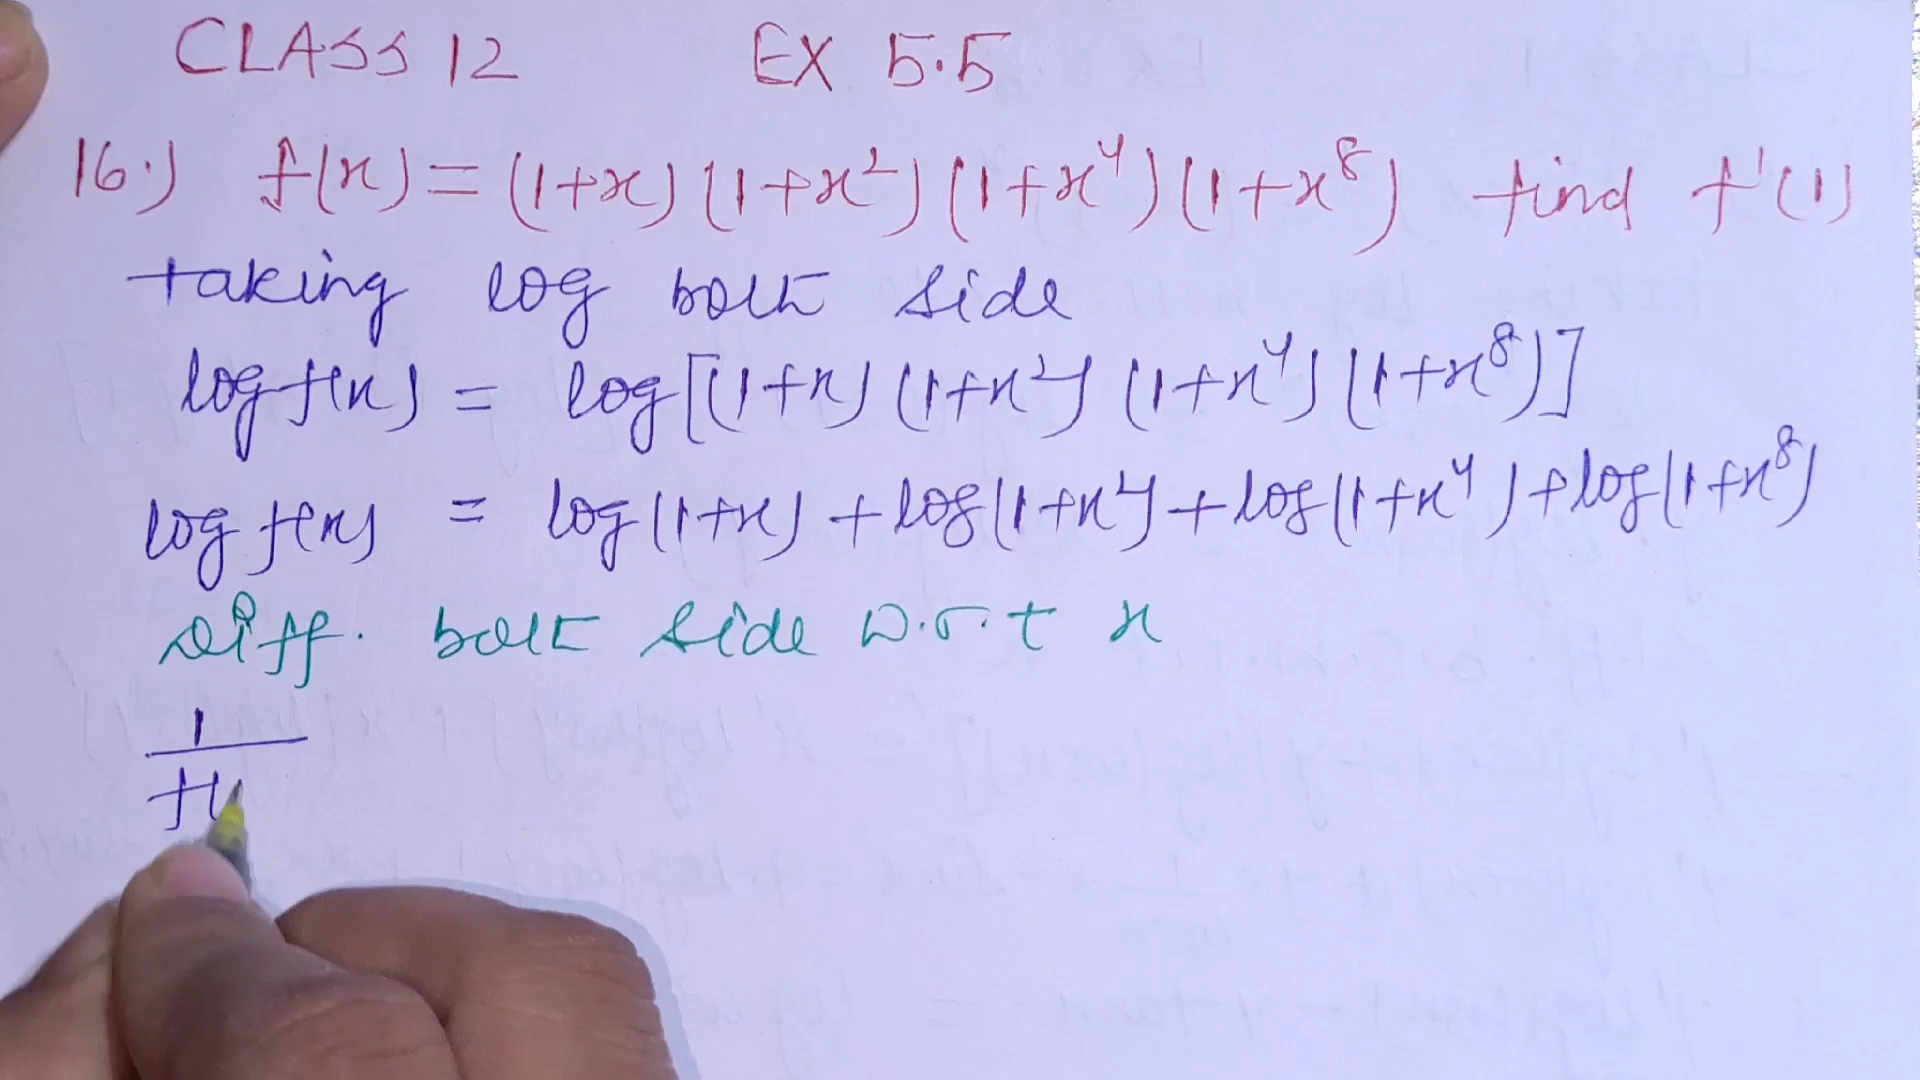 CLASS 12 EX 5.5
16.) f(x) = (1+x) (1+x²) (1+x⁴) (1+x⁸) find f'(1)
taking log both side
log f(x) = log[(1+x) (1+x²) (1+x⁴) (1+x⁸)]
log f(x) = log(1+x) + log(1+x²) + log(1+x⁴) + log(1+x⁸)
Diff. both side w.r.t x
1
f(